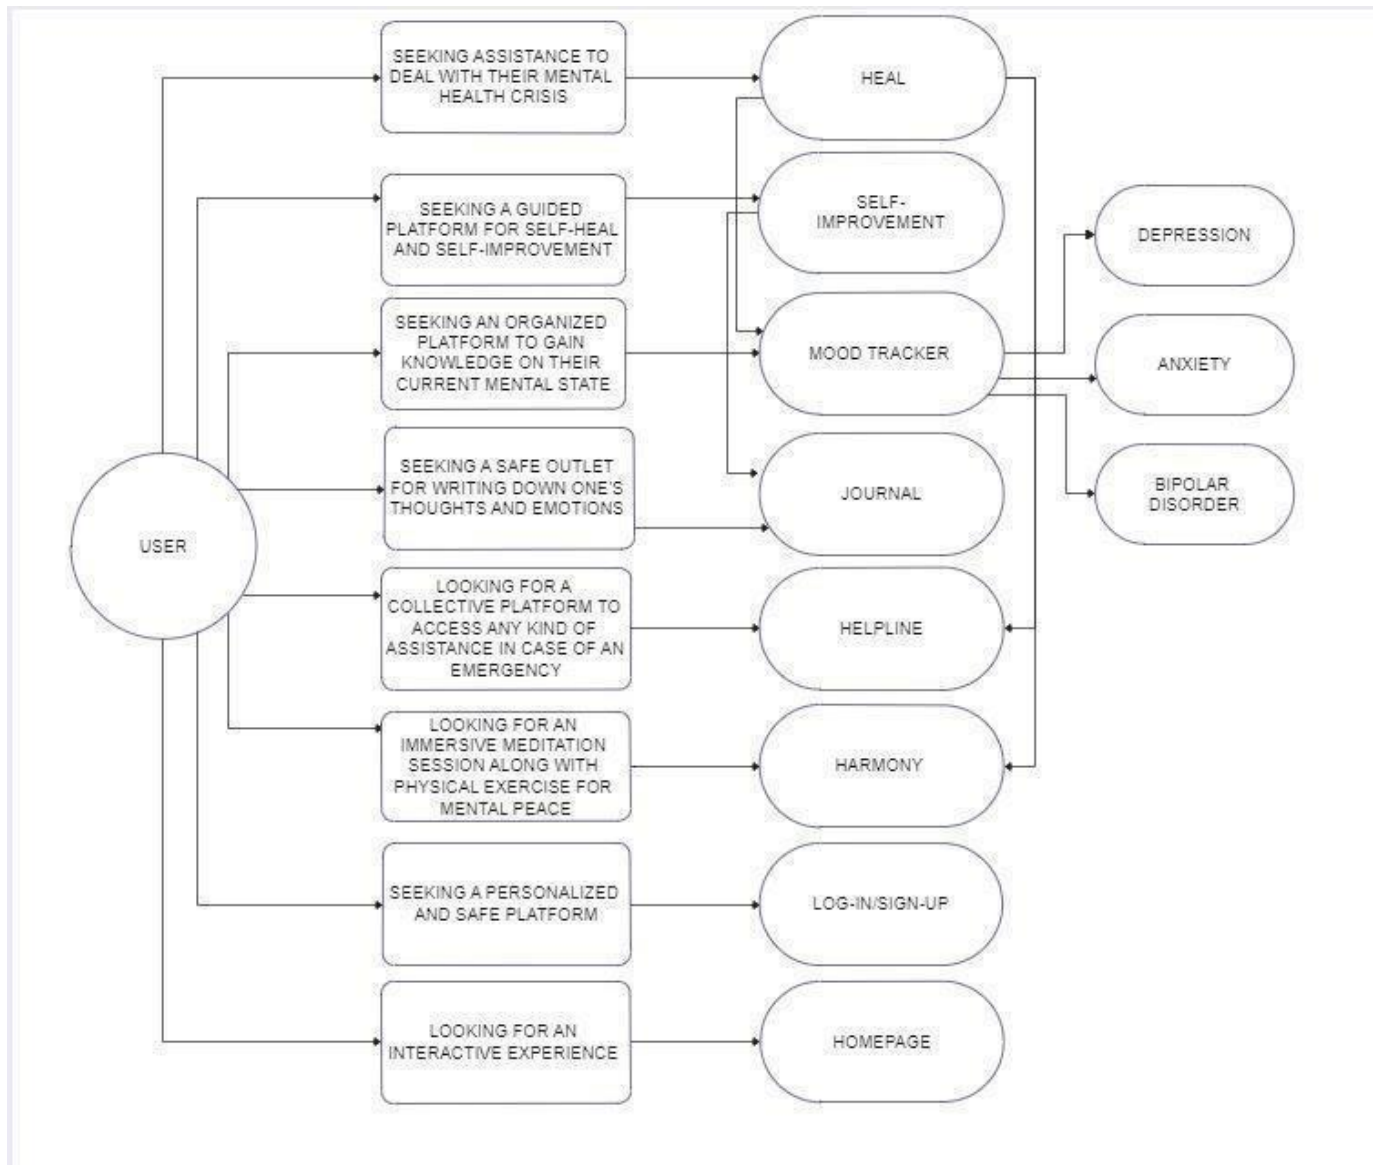 SEEKING ASSISTANCE TO
DEAL WITH THEIR MENTAL
HEALTH CRISIS
HEAL
SEEKING A GUIDED
PLATFORM FOR SELF-HEAL
AND SELF-IMPROVEMENT
SELF-
IMPROVEMENT
DEPRESSION
SEEKING AN ORGANIZED
PLATFORM TO GAIN
KNOWLEDGE ON THEIR
CURRENT MENTAL STATE
MOOD TRACKER
ANXIETY
SEEKING A SAFE OUTLET
FOR WRITING DOWN ONE'S
THOUGHTS AND EMOTIONS
JOURNAL
BIPOLAR
DISORDER
USER
LOOKING FOR A
COLLECTIVE PLATFORM TO
ACCESS ANY KIND OF
ASSISTANCE IN CASE OF AN
EMERGENCY
HELPLINE
LOOKING FOR AN
IMMERSIVE MEDITATION
SESSION ALONG WITH
PHYSICAL EXERCISE FOR
MENTAL PEACE
HARMONY
SEEKING A PERSONALIZED
AND SAFE PLATFORM
LOG-IN/SIGN-UP
LOOKING FOR AN
INTERACTIVE EXPERIENCE
HOMEPAGE